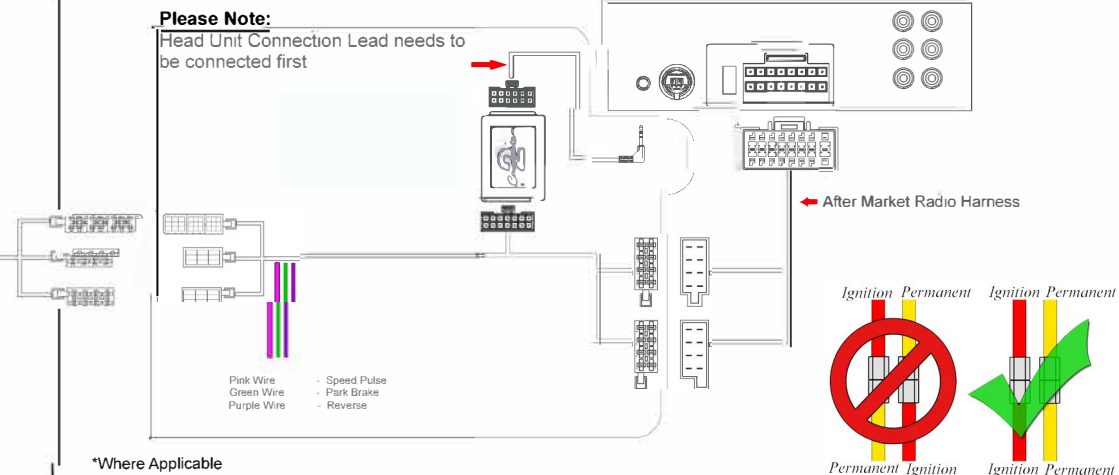 Please Note:
Head Unit Connection Lead needs to
be connected first
After Market Radio Harness
Ignition Permanent
Ignition Permanent
Pink Wire - Speed Pulse
Green Wire - Park Brake
Purple Wire - Reverse
Permanent Ignition
Ignition Permanent
*Where Applicable